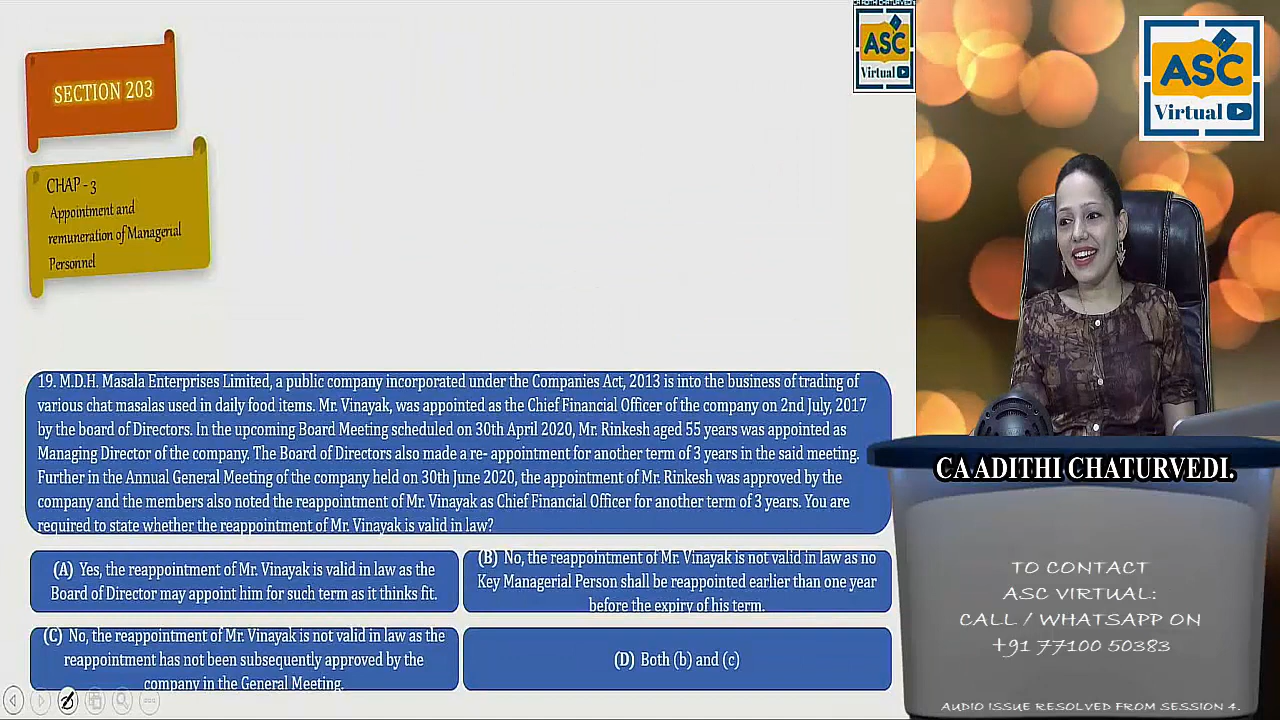 CA ADITHI CHATURVEDI
ASC
Virtual
SECTION 203
CHAP - 3
Appointment and
remuneration of Managerial
Personnel
19. M.D.H. Masala Enterprises Limited, a public company incorporated under the Companies Act, 2013 is into the business of trading of
various chat masalas used in daily food items. Mr. Vinayak, was appointed as the Chief Financial Officer of the company on 2nd July, 2017
by the board of Directors. In the upcoming Board Meeting scheduled on 30th April 2020, Mr. Rinkesh aged 55 years was appointed as
Managing Director of the company. The Board of Directors also made a re- appointment for another term of 3 years in the said meeting.
Further in the Annual General Meeting of the company held on 30th June 2020, the appointment of Mr. Rinkesh was approved by the
company and the members also noted the reappointment of Mr. Vinayak as Chief Financial Officer for another term of 3 years. You are
required to state whether the reappointment of Mr. Vinayak is valid in law?
(A) Yes, the reappointment of Mr. Vinayak is valid in law as the
Board of Director may appoint him for such term as it thinks fit.
(B) No, the reappointment of Mr. Vinayak is not valid in law as no
Key Managerial Person shall be reappointed earlier than one year
before the expiry of his term.
(C) No, the reappointment of Mr. Vinayak is not valid in law as the
reappointment has not been subsequently approved by the
company in the General Meeting.
(D) Both (b) and (c)
ASC
Virtual
CA ADITHI CHATURVEDI.
TO CONTACT
ASC VIRTUAL:
CALL / WHATSAPP ON
+91 77100 50383
AUDIO ISSUE RESOLVED FROM SESSION 4.